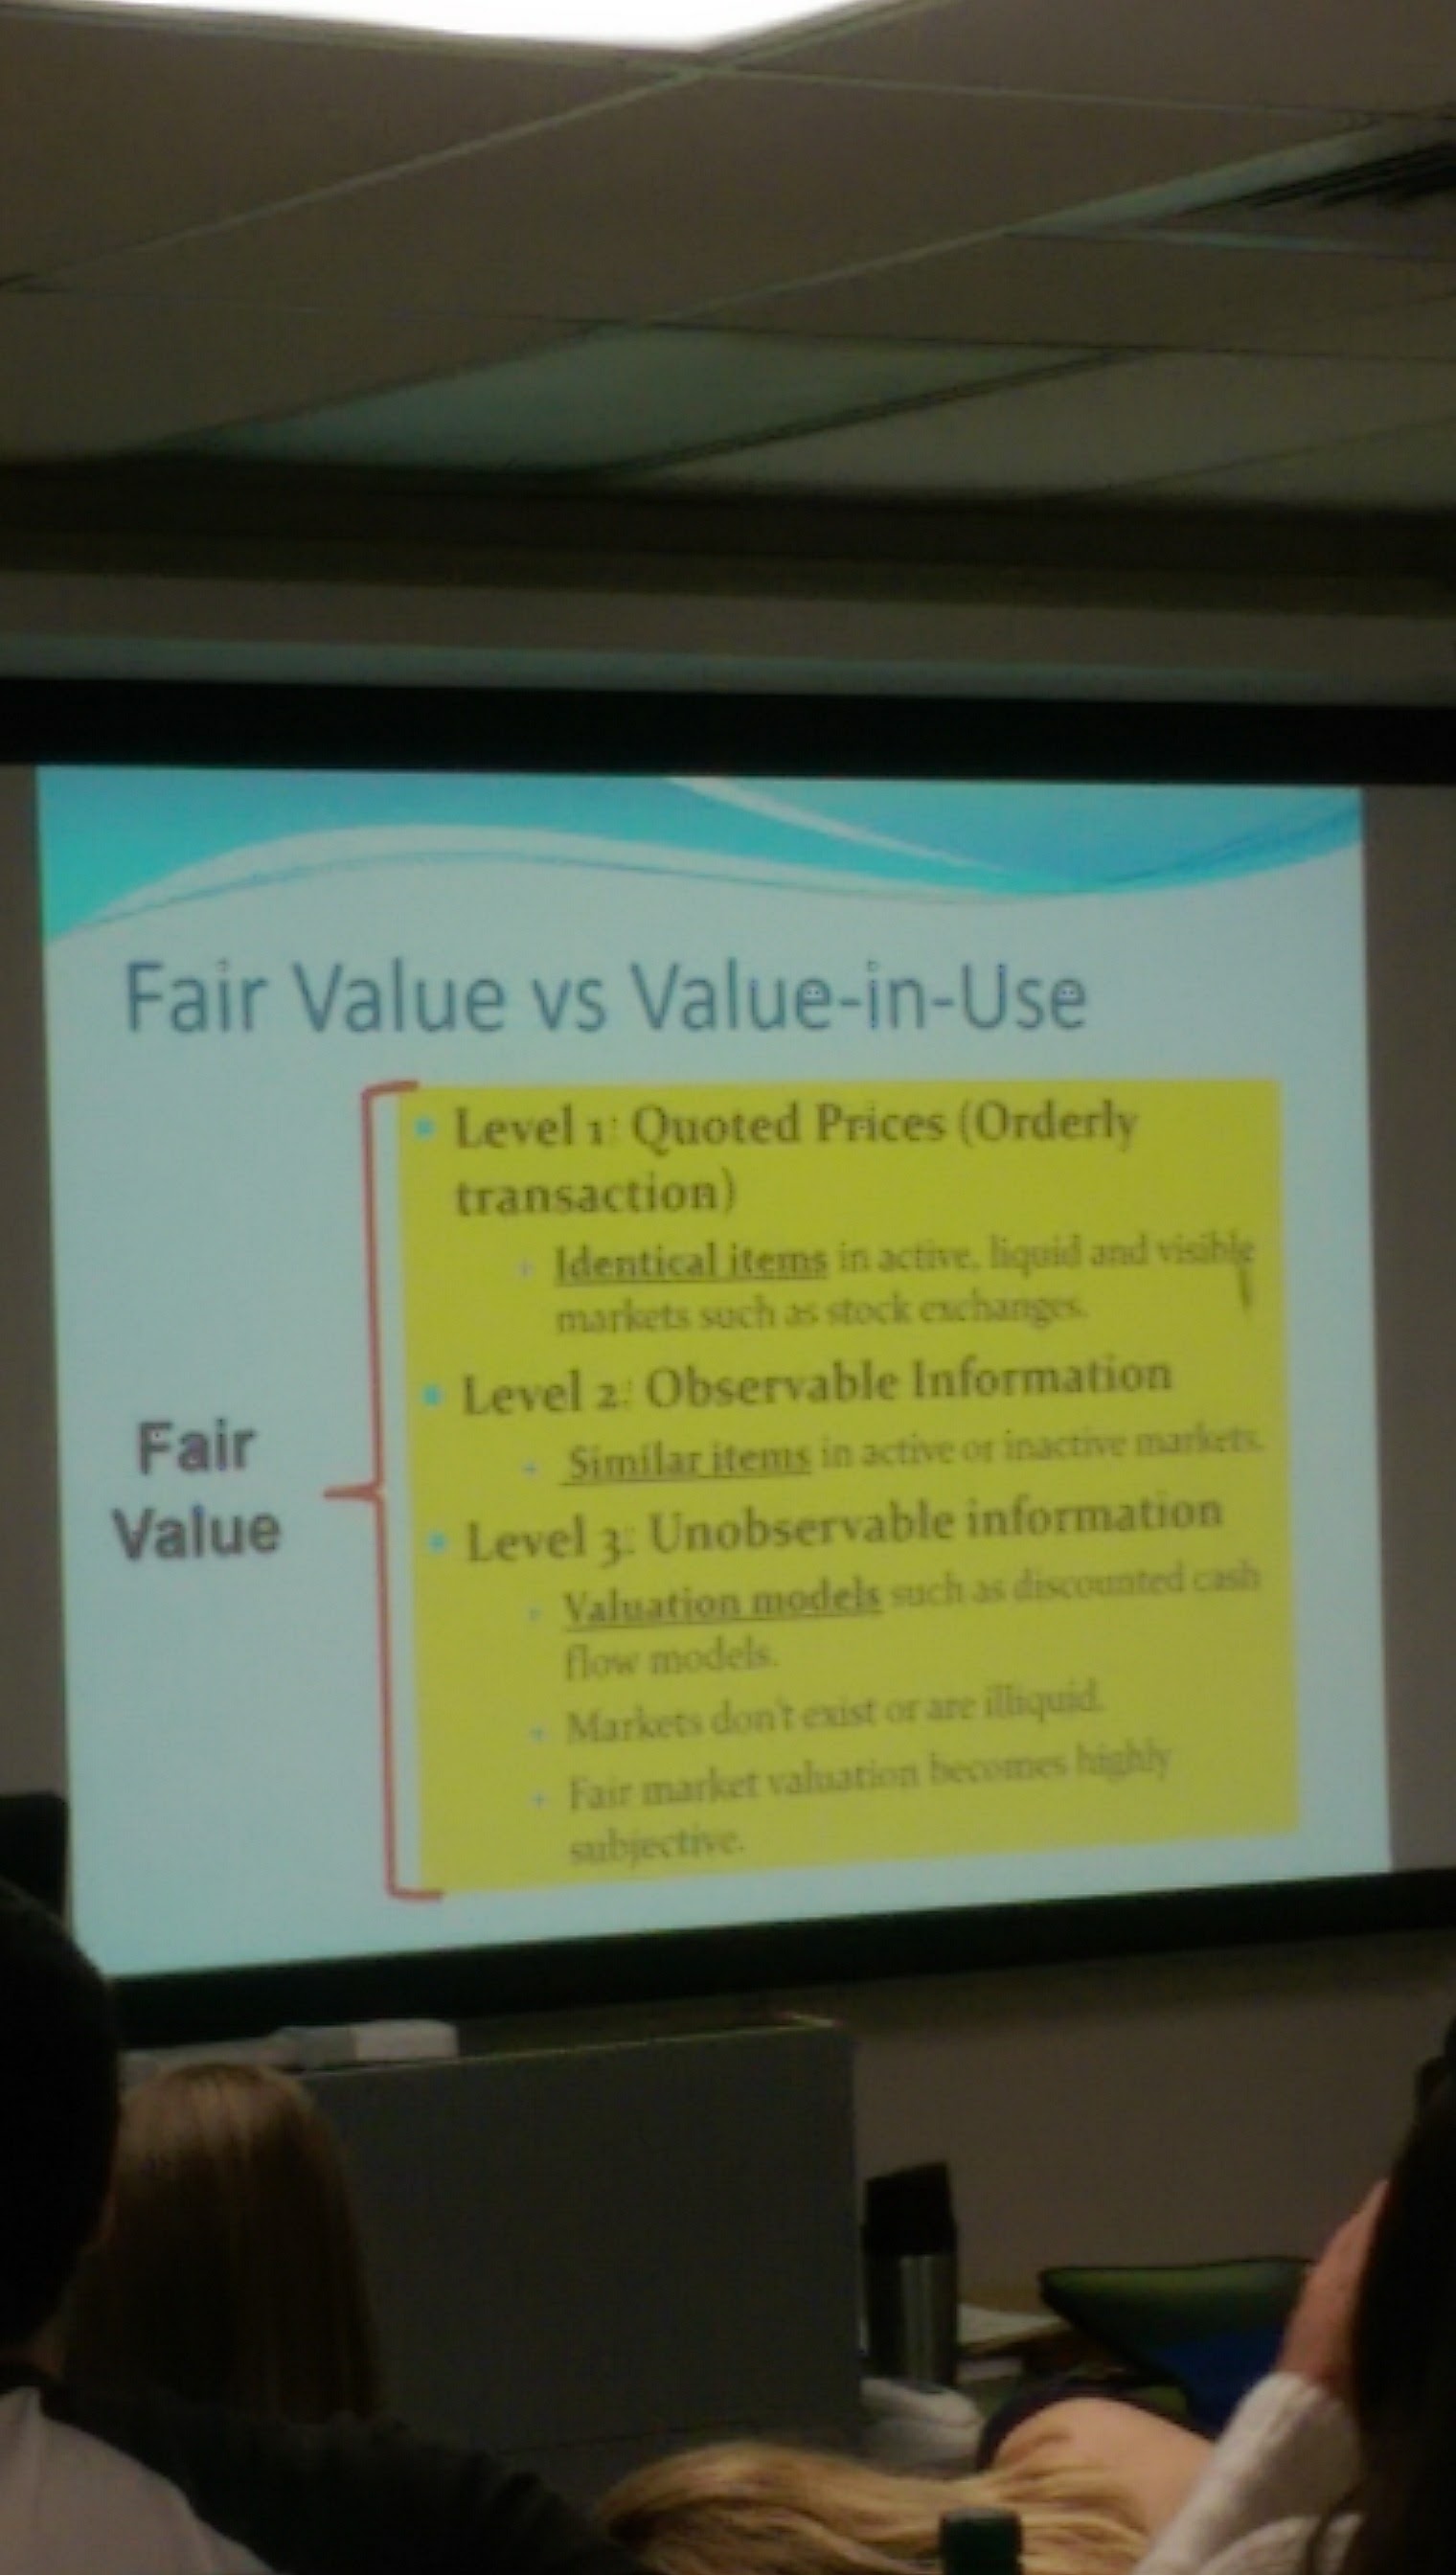 Fair Value vs Value-in-Use
Fair
Value
Level 1: Quoted Prices (Orderly
transaction)
Identical items in active, liquid and visible
markets such as stock exchanges.
Level 2: Observable Information
Similar items in active or inactive markets.
Level 3: Unobservable information
Valuation models such as discounted cash
flow models.
Markets don't exist or are illiquid.
Fair market valuation becomes highly
subjective.